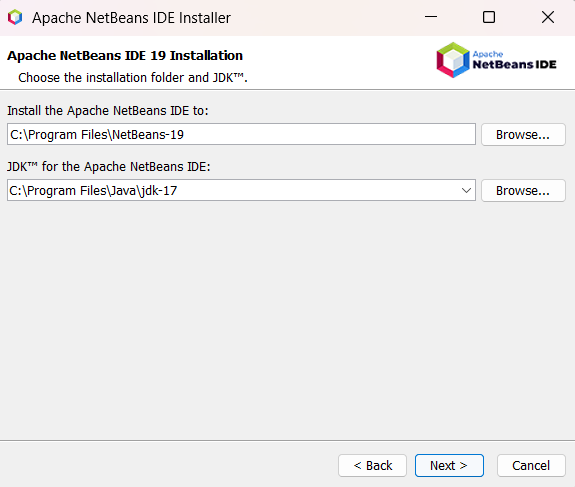 Apache NetBeans IDE Installer
Apache NetBeans IDE 19 Installation
Choose the installation folder and JDK™.
Apache
NetBeans IDE
Install the Apache NetBeans IDE to:
C:\Program Files\NetBeans-19
Browse...
JDK™ for the Apache NetBeans IDE:
C:\Program Files\Java\jdk-17
Browse...
< Back
Next >
Cancel